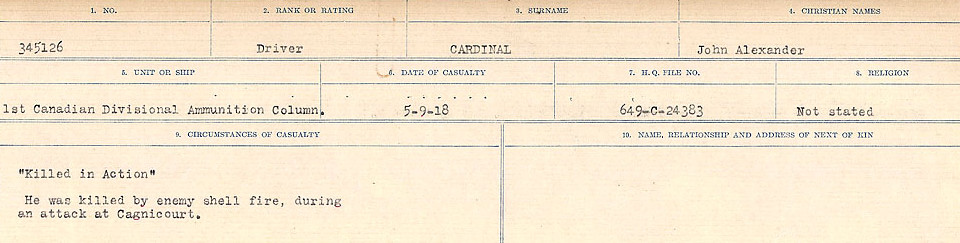 1. NO. 2. RANK OR RATING 3. SURNAME 4. CHRISTIAN NAMES
345126 Driver CARDINAL John Alexander
5. UNIT OR SHIP 6. DATE OF CASUALTY 7. H. Q. FILE NO. 8. RELIGION
1st Canadian Divisional Ammunition Column. 5-9-18 649-C-24383 Not stated
9. CIRCUMSTANCES OF CASUALTY 10. NAME, RELATIONSHIP AND ADDRESS OF NEXT OF KIN
"Killed in Action"
He was killed by enemy shell fire, during
an attack at Cagnicourt.